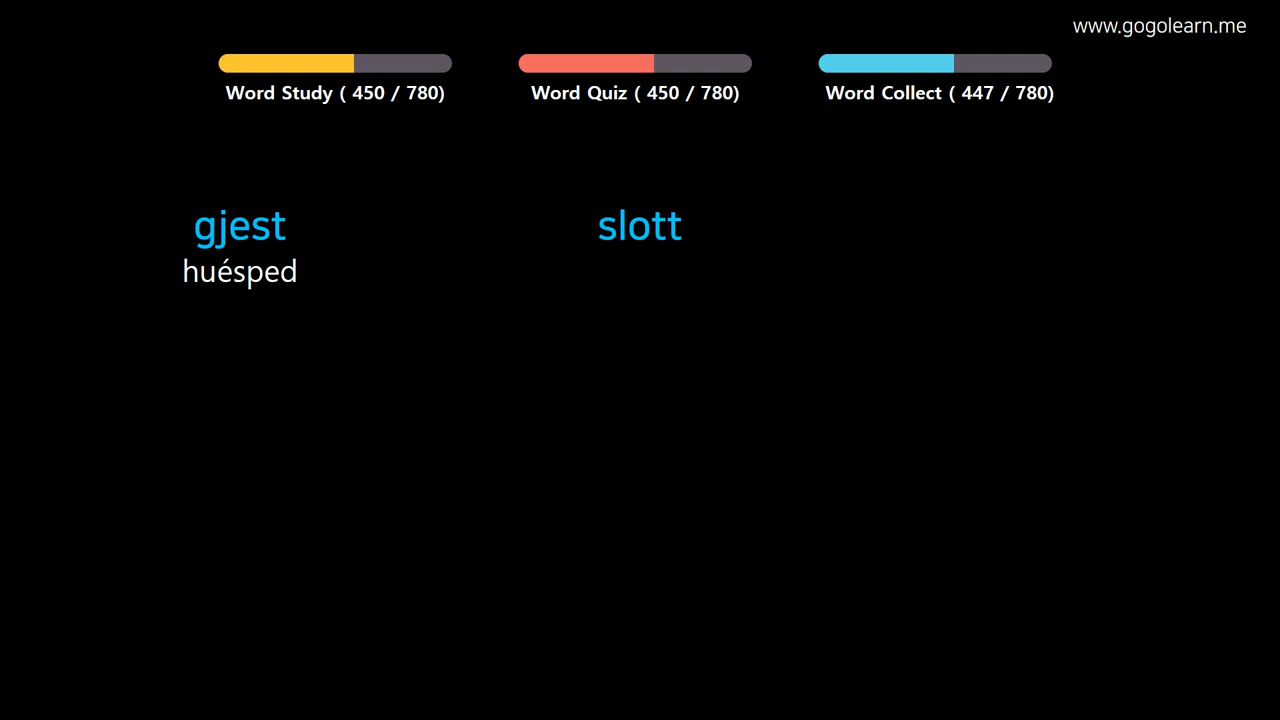 www.gogolearn.me
Word Study ( 450 / 780)
Word Quiz ( 450 / 780)
Word Collect ( 447 / 780)
gjest
huésped
slott